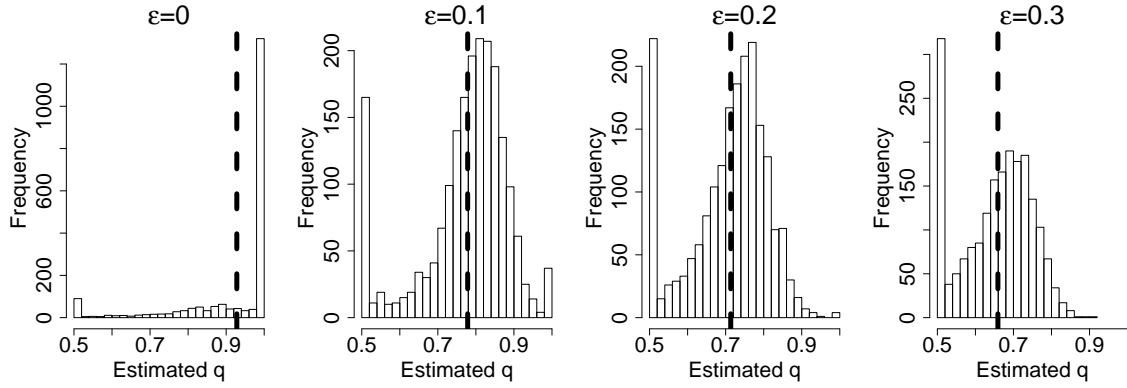 ε=0
ε=0.1
ε=0.2
ε=0.3
Frequency
0 200 600 1000
0.5 0.7 0.9
Estimated q
Frequency
0 50 100 150 200
0.5 0.7 0.9
Estimated q
Frequency
0 50 100 150 200
0.5 0.7 0.9
Estimated q
Frequency
0 50 150 250
0.5 0.7 0.9
Estimated q